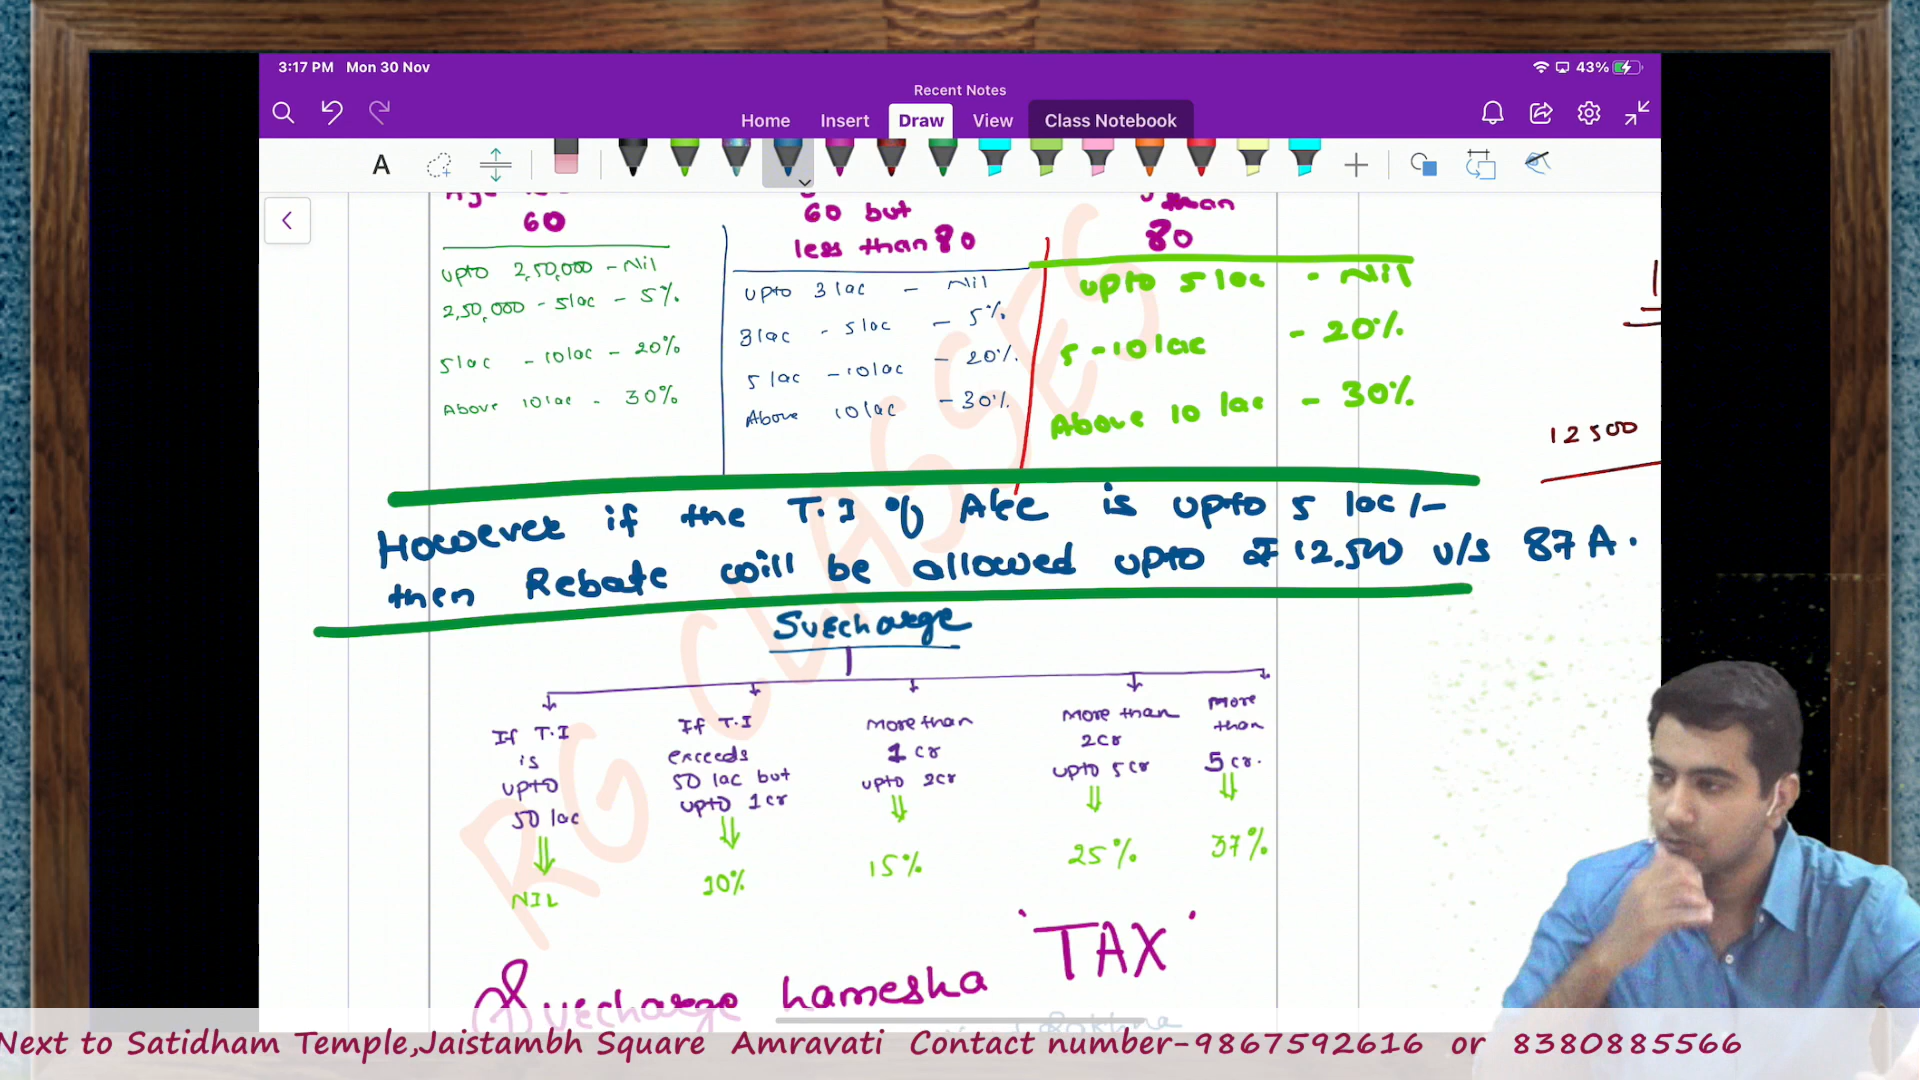 3:17 PM Mon 30 Nov
43%
Recent Notes
Home Insert Draw View Class Notebook
A
60
60 but
less than 80
than
80
upto 2,50,000 - Nil
2,50,000 - 5lac - 5%
5lac - 10lac - 20%
Above 10lac - 30%
upto 3 lac - Nil
3lac - 5lac - 5%
5 lac - 10lac - 20%
Above 10lac - 30%
upto 5 lac - Nil
5 - 10 lac - 20%
Above 10 lac - 30%
12500
However if the T.I of A'ee is upto 5 lac/-
then Rebate will be allowed upto ₹ 12,500 u/s 87A.
Surcharge
If T.I
is
upto
50 lac
NIL
If T.I
exceeds
50 lac but
upto 1cr
10%
More than
1 cr
upto 2cr
15%
More than
2cr
upto 5cr
25%
More
than
5 cr.
37%
Surcharge hamesha 'TAX'
RG CLASSES
Next to Satidham Temple,Jaistambh Square Amravati Contact number-9867592616 or 8380885566